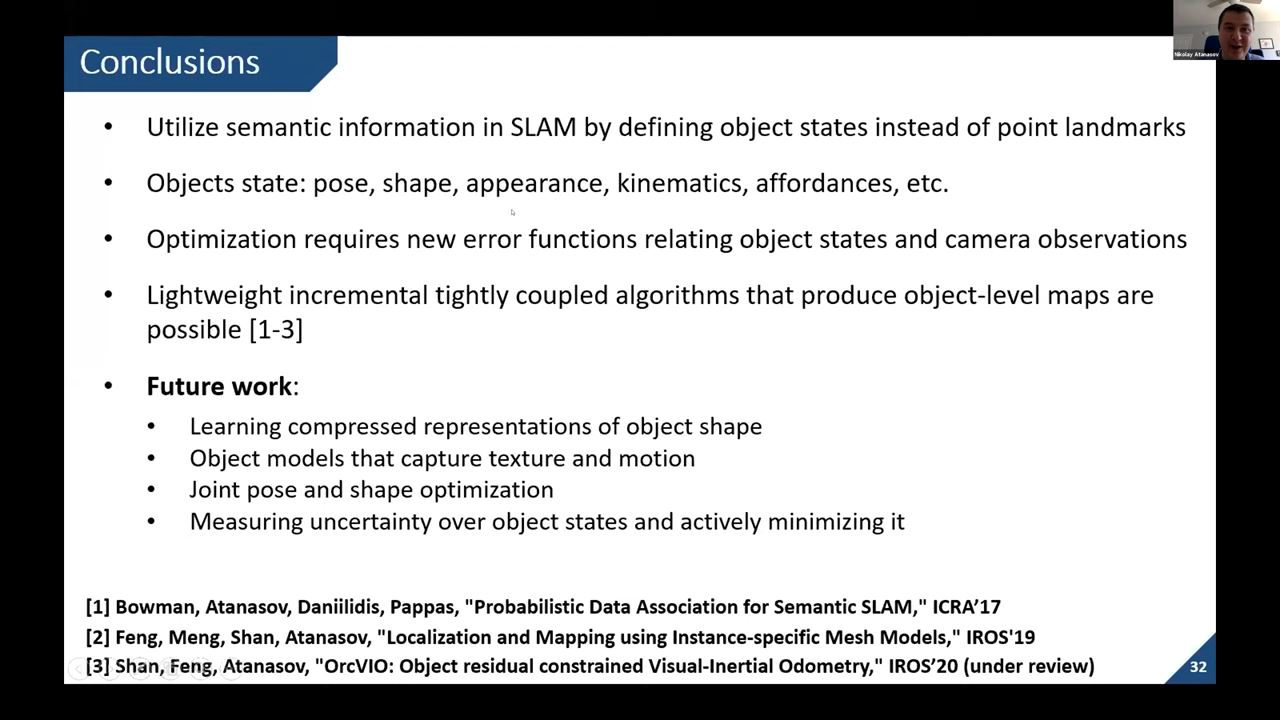 Conclusions
Nikolay Atanasov
• Utilize semantic information in SLAM by defining object states instead of point landmarks
• Objects state: pose, shape, appearance, kinematics, affordances, etc.
• Optimization requires new error functions relating object states and camera observations
• Lightweight incremental tightly coupled algorithms that produce object-level maps are
possible [1-3]
• Future work:
• Learning compressed representations of object shape
• Object models that capture texture and motion
• Joint pose and shape optimization
• Measuring uncertainty over object states and actively minimizing it
[1] Bowman, Atanasov, Daniilidis, Pappas, "Probabilistic Data Association for Semantic SLAM," ICRA’17
[2] Feng, Meng, Shan, Atanasov, "Localization and Mapping using Instance-specific Mesh Models," IROS'19
[3] Shan, Feng, Atanasov, "OrcVIO: Object residual constrained Visual-Inertial Odometry," IROS’20 (under review)
32